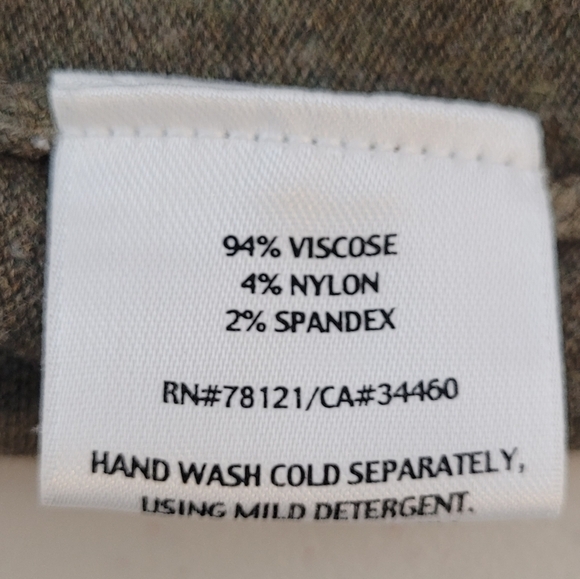 94% VISCOSE
4% NYLON
2% SPANDEX
RN#78121/CA#34460
HAND WASH COLD SEPARATELY,
USING MILD DETERGENT.